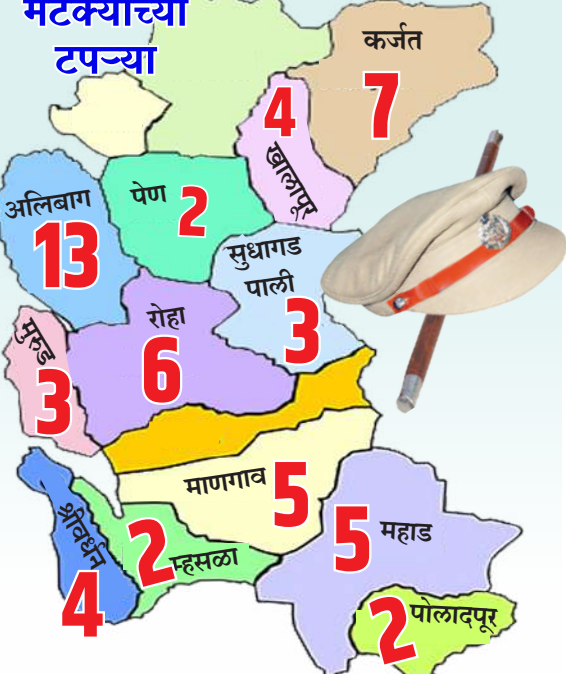 मटक्यांच्या
टपऱ्या
कर्जत
7
4
खालापूर
अलिबाग
13
पेण
2
सुधागड
पाली
3
रोहा
6
मुरुड
3
माणगाव
5
महाड
5
श्रीवर्धन
4
2
म्हसळा
पोलादपूर
2